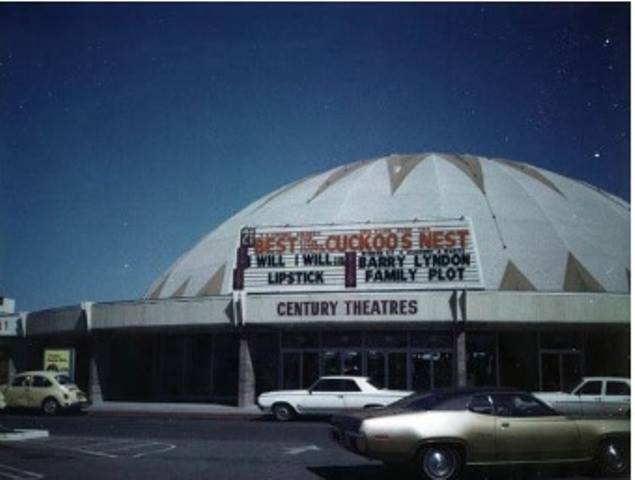 BEST CUCKOO'S NEST
I WILL I WILL BARRY LYNDON
LIPSTICK FAMILY PLOT
CENTURY THEATRES